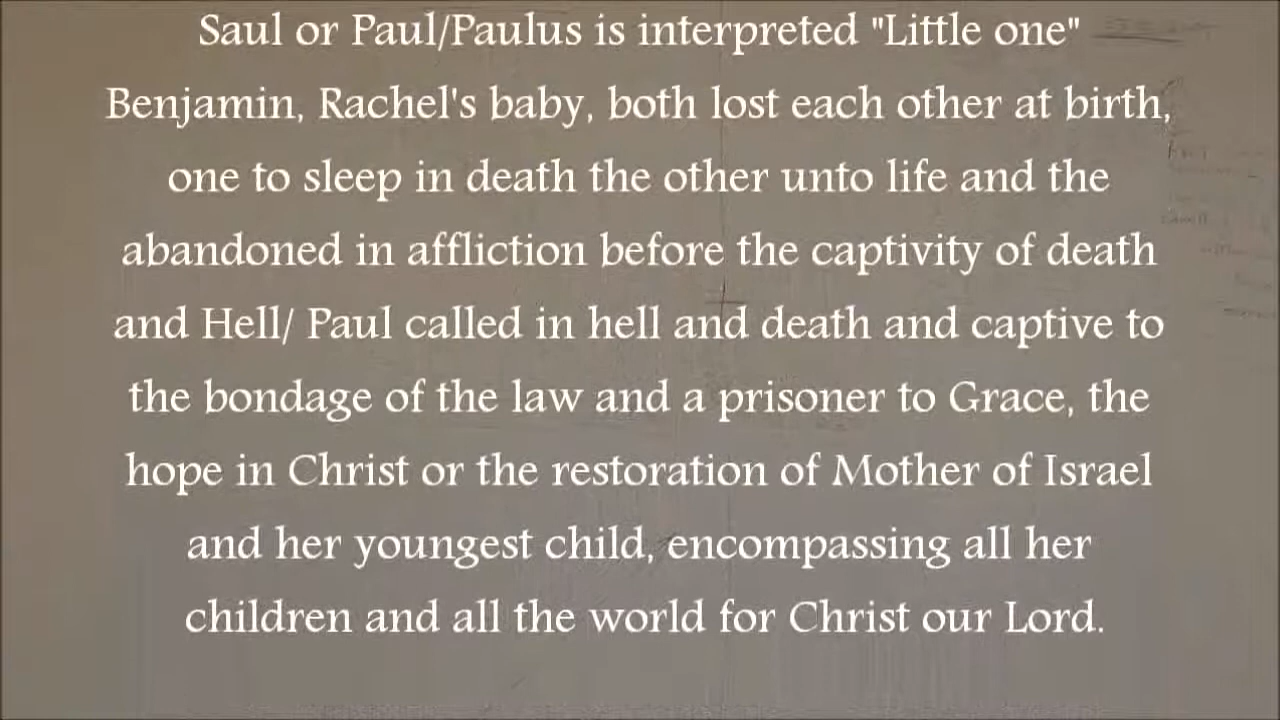 Saul or Paul/Paulus is interpreted "Little one"
Benjamin, Rachel's baby, both lost each other at birth,
one to sleep in death the other unto life and the
abandoned in affliction before the captivity of death
and Hell/ Paul called in hell and death and captive to
the bondage of the law and a prisoner to Grace, the
hope in Christ or the restoration of Mother of Israel
and her youngest child, encompassing all her
children and all the world for Christ our Lord.